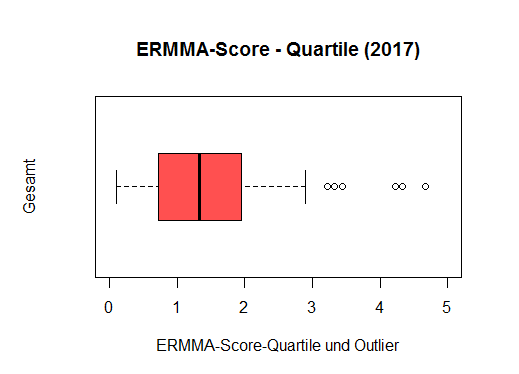 ERMMA-Score - Quartile (2017)
Gesamt
0 1 2 3 4 5
ERMMA-Score-Quartile und Outlier